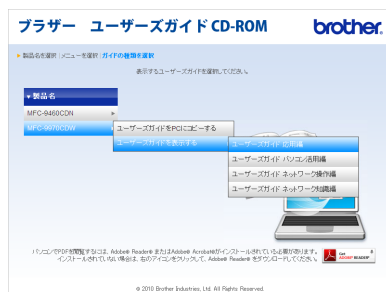 ブラザー ユーザーズガイド CD-ROM
brother
製品名を選択 :メニューを選択 :ガイドの種類を選択
表示するユーザーズガイドを選択してください。
製品名
MFC-9460CDN
MFC-9970CDW
ユーザーズガイドをPCにコピーする
ユーザーズガイドを表示する
ユーザーズガイド 応用編
ユーザーズガイド パソコン活用編
ユーザーズガイド ネットワーク操作編
ユーザーズガイド ネットワーク知識編
パソコンでPDFを閲覧するには、Adobe® Reader® またはAdobe® Acrobat®がインストールされている必要があります。
インストールされていない場合は、右のアイコンをクリックして、Adobe® Reader® をダウンロードしてください。
Get
ADOBE® READER®
© 2010 Brother Industries, Ltd. All Rights Reserved.